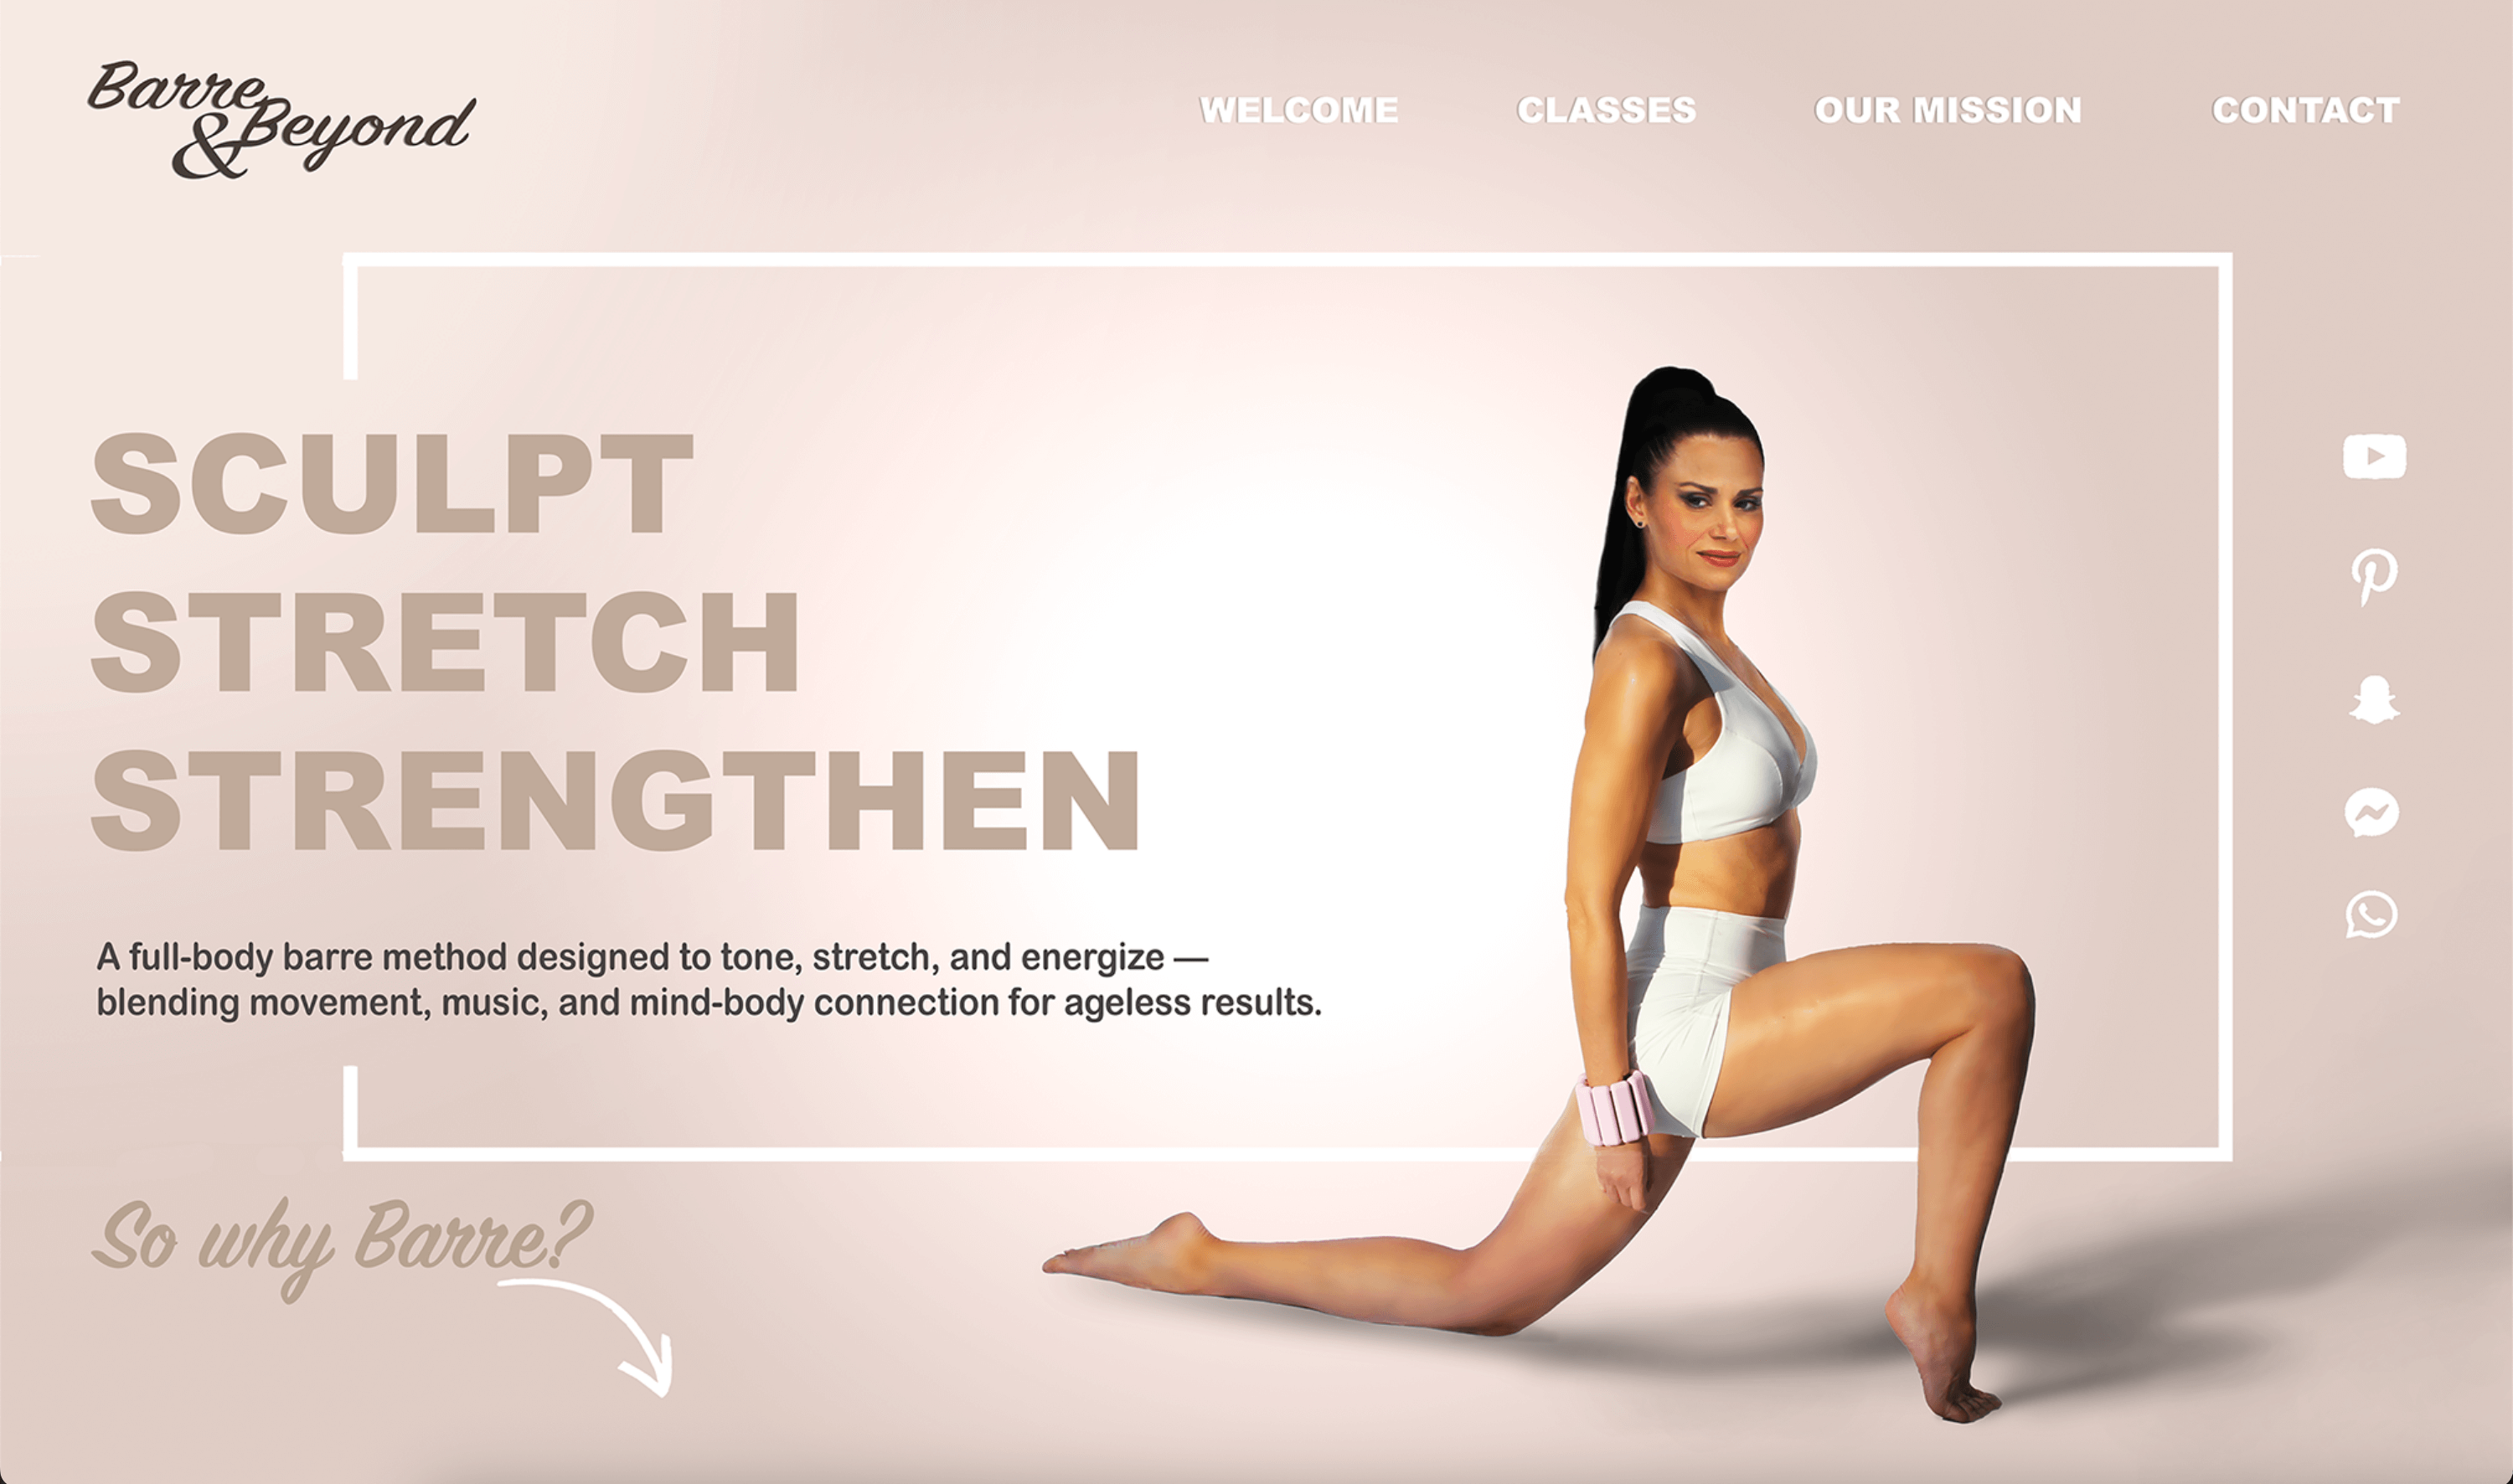 Barre
& Beyond
WELCOME CLASSES OUR MISSION CONTACT
SCULPT
STRETCH
STRENGTHEN
A full-body barre method designed to tone, stretch, and energize —
blending movement, music, and mind-body connection for ageless results.
So why Barre?